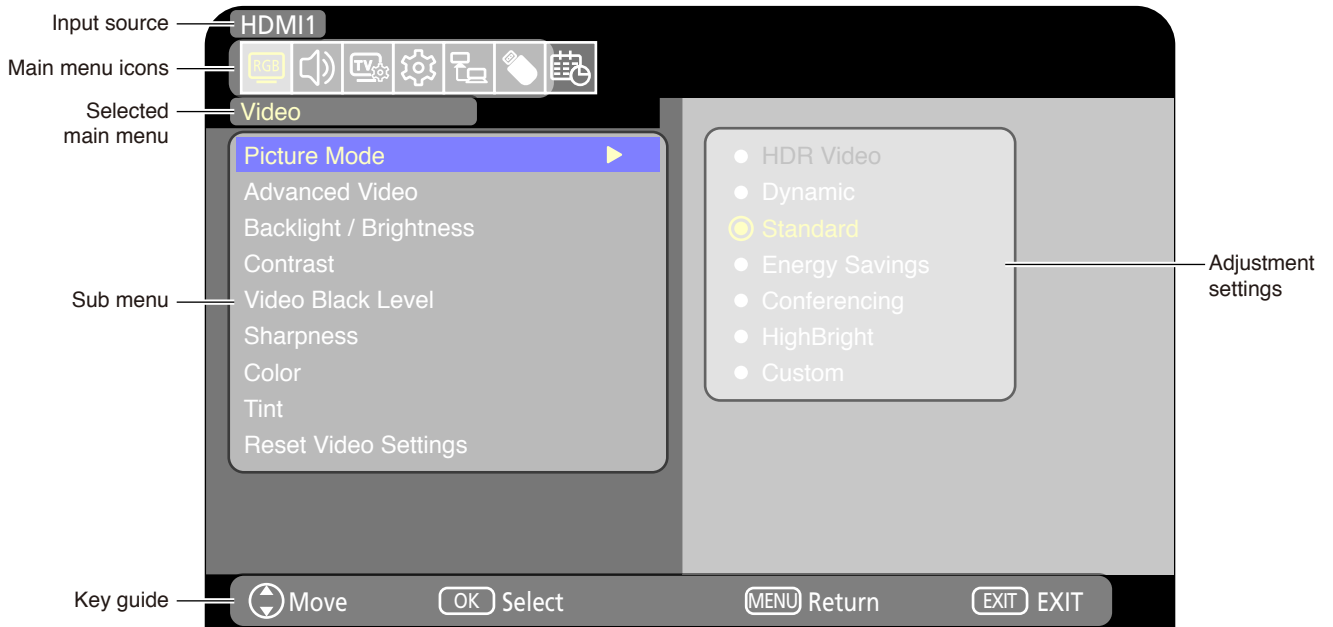 Input source
HDMI1
Main menu icons
RGB
TV
Selected
main menu
Video
Picture Mode
Advanced Video
Backlight / Brightness
Contrast
Sub menu
Video Black Level
Sharpness
Color
Tint
Reset Video Settings
HDR Video
Dynamic
Standard
Energy Savings
Conferencing
HighBright
Custom
Adjustment
settings
Key guide
Move
OK Select
MENU Return
EXIT EXIT